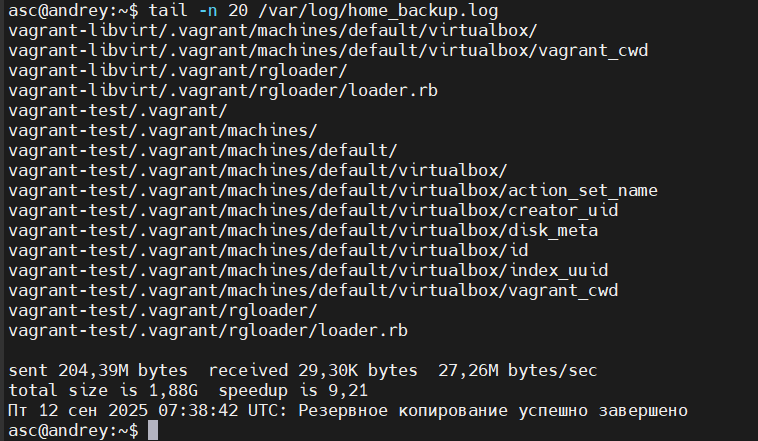 asc@andrey:~$ tail -n 20 /var/log/home_backup.log
vagrant-libvirt/.vagrant/machines/default/virtualbox/
vagrant-libvirt/.vagrant/machines/default/virtualbox/vagrant_cwd
vagrant-libvirt/.vagrant/rgloader/
vagrant-libvirt/.vagrant/rgloader/loader.rb
vagrant-test/.vagrant/
vagrant-test/.vagrant/machines/
vagrant-test/.vagrant/machines/default/
vagrant-test/.vagrant/machines/default/virtualbox/
vagrant-test/.vagrant/machines/default/virtualbox/action_set_name
vagrant-test/.vagrant/machines/default/virtualbox/creator_uid
vagrant-test/.vagrant/machines/default/virtualbox/disk_meta
vagrant-test/.vagrant/machines/default/virtualbox/id
vagrant-test/.vagrant/machines/default/virtualbox/index_uuid
vagrant-test/.vagrant/machines/default/virtualbox/vagrant_cwd
vagrant-test/.vagrant/rgloader/
vagrant-test/.vagrant/rgloader/loader.rb

sent 204,39M bytes  received 29,30K bytes  27,26M bytes/sec
total size is 1,88G  speedup is 9,21
Пт 12 сен 2025 07:38:42 UTC: Резервное копирование успешно завершено
asc@andrey:~$